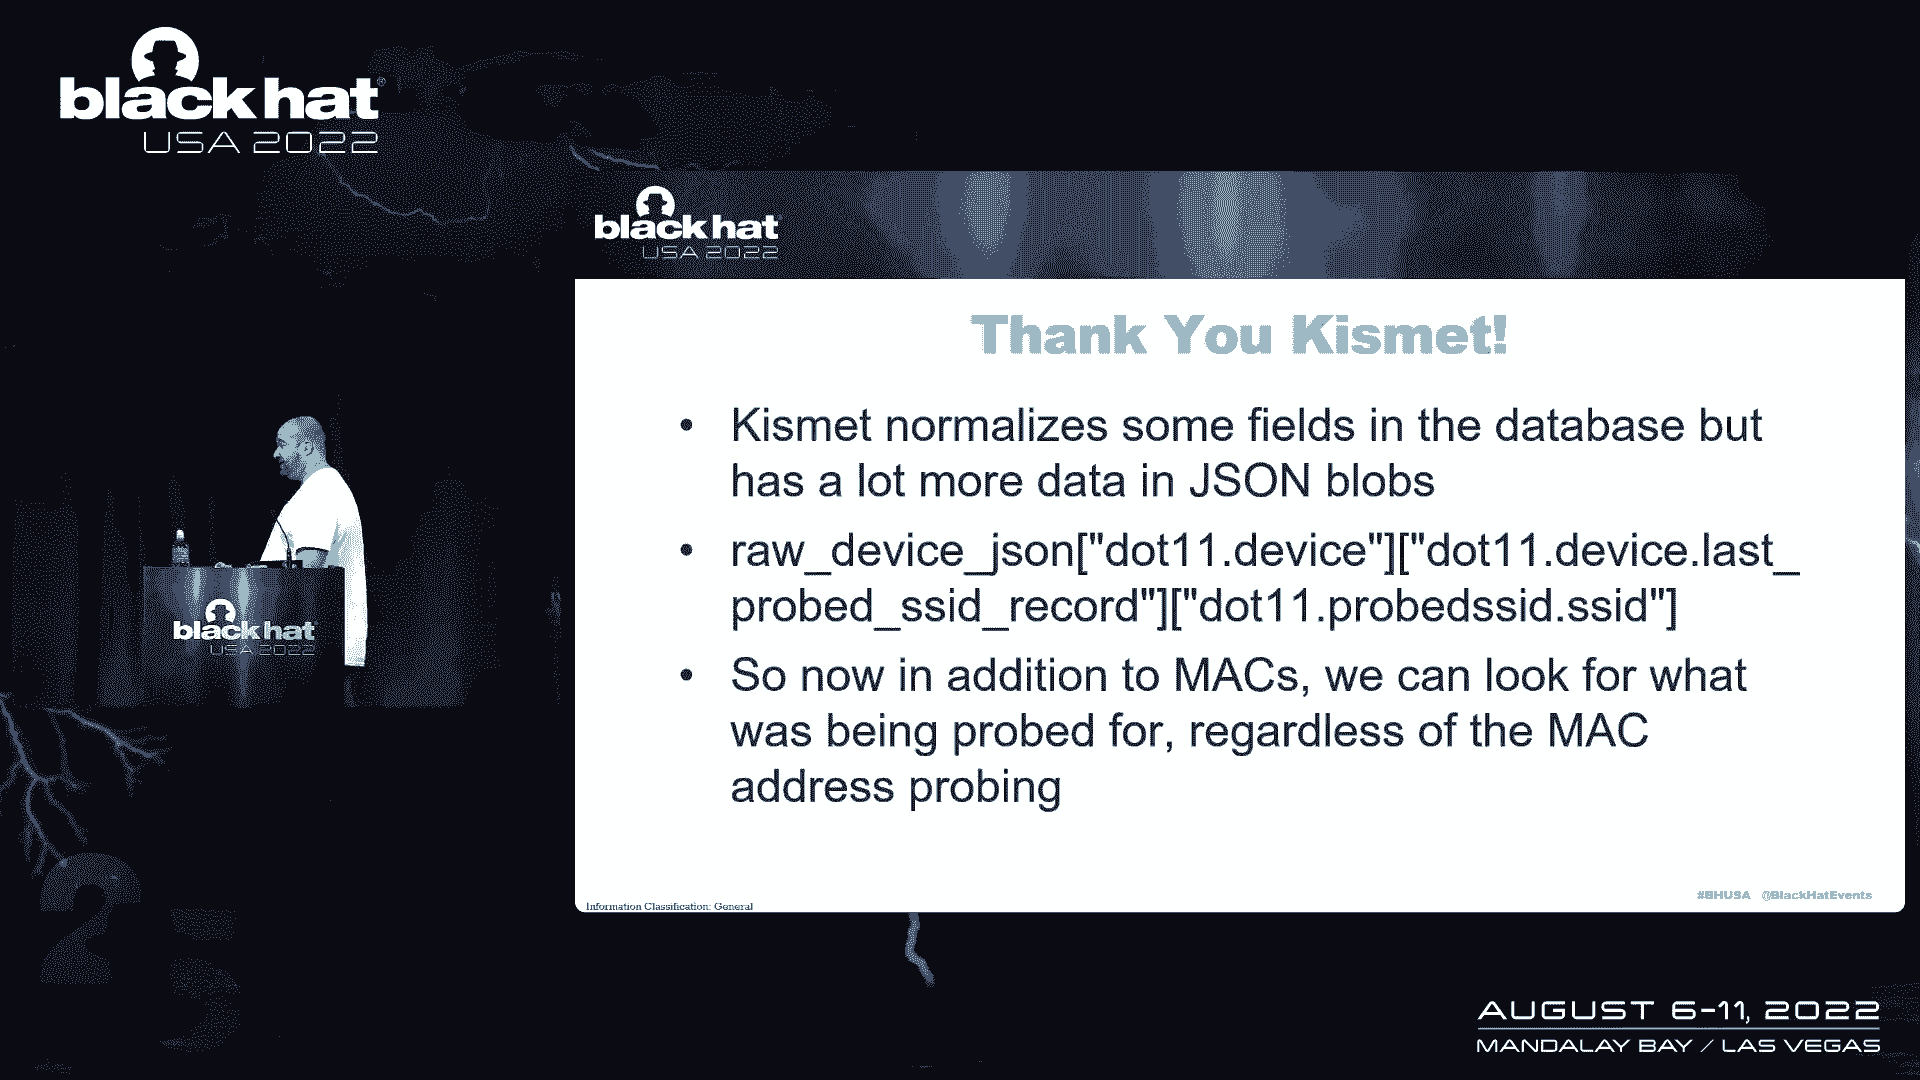 black hat®
USA 2022
black hat
USA 2022
Thank You Kismet!
• Kismet normalizes some fields in the database but
has a lot more data in JSON blobs
• raw_device_json["dot11.device"]["dot11.device.last_
probed_ssid_record"]["dot11.probedssid.ssid"]
• So now in addition to MACs, we can look for what
was being probed for, regardless of the MAC
address probing
Information Classification: General
#BHUSA @BlackHatEvents
black hat
USA 2022
25
AUGUST 6-11, 2022
MANDALAY BAY / LAS VEGAS